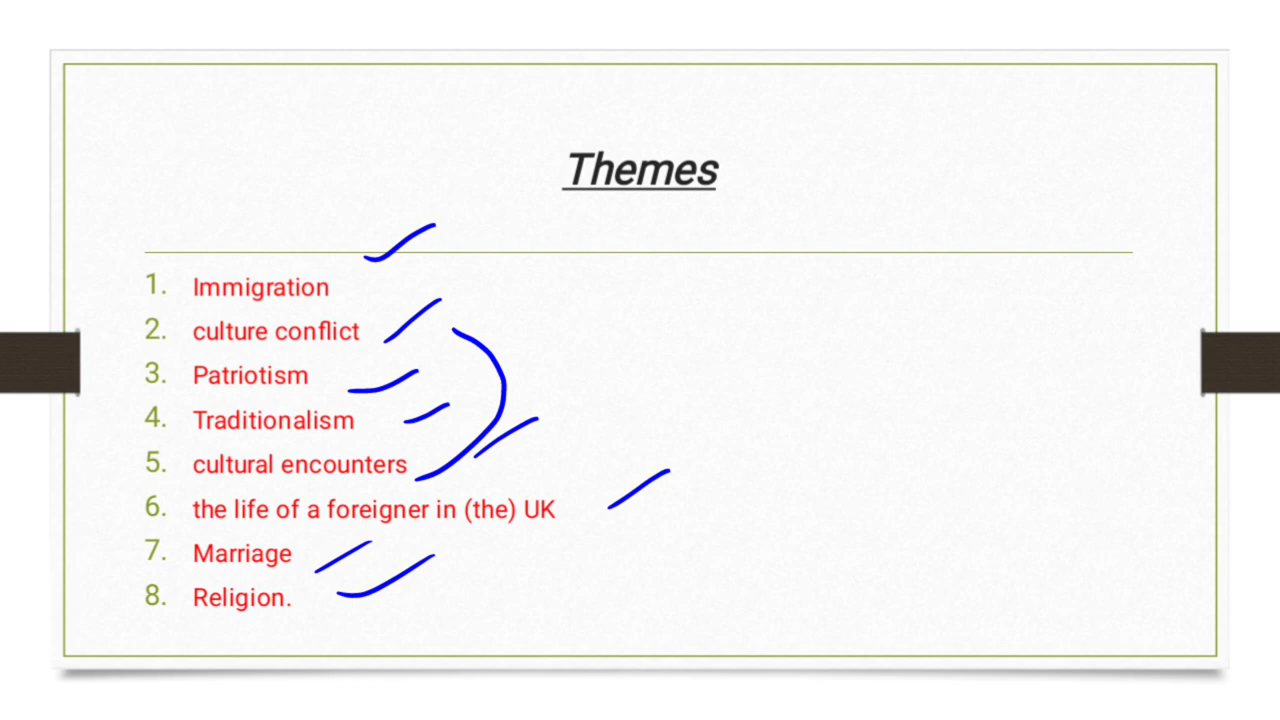 Themes
1. Immigration
2. culture conflict
3. Patriotism
4. Traditionalism
5. cultural encounters
6. the life of a foreigner in (the) UK
7. Marriage
8. Religion.